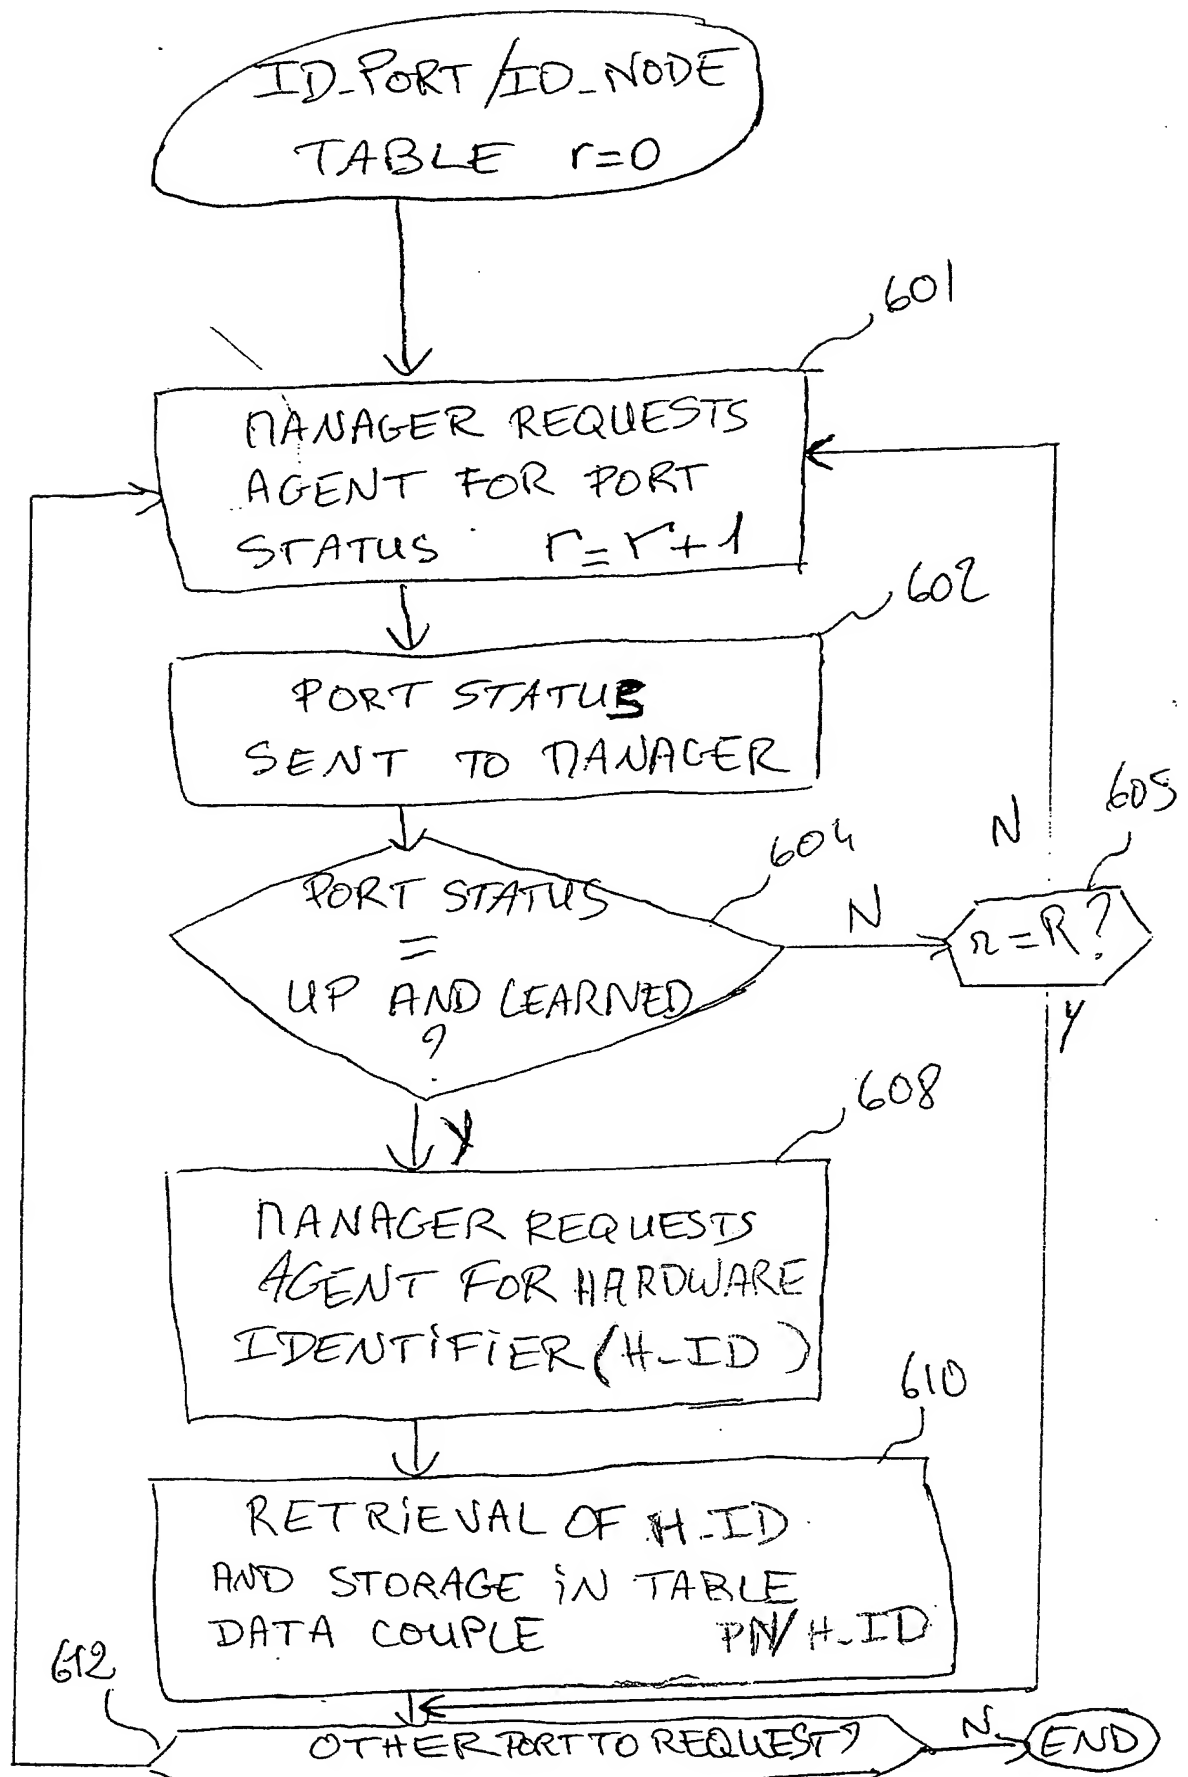 ID_PORT/ID_NODE
TABLE r=0
601
MANAGER REQUESTS
AGENT FOR PORT
STATUS r=r+1
602
PORT STATUS
SENT TO MANAGER
604
PORT STATUS
=
UP AND LEARNED
?
N
605
N
r=R?
Y
Y
608
MANAGER REQUESTS
AGENT FOR HARDWARE
IDENTIFIER (H_ID)
610
RETRIEVAL OF H_ID
AND STORAGE IN TABLE
DATA COUPLE PN/H_ID
612
OTHER PORT TO REQUEST?
N
END